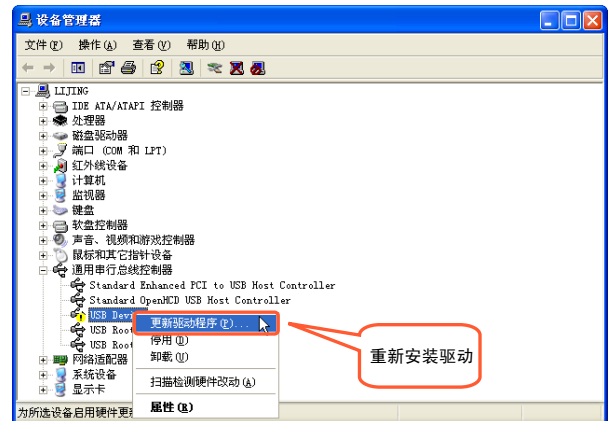 设备管理器
文件(F) 操作(A) 查看(V) 帮助(H)
LIJING
IDE ATA/ATAPI 控制器
处理器
磁盘驱动器
端口 (COM 和 LPT)
红外线设备
计算机
监视器
键盘
软盘控制器
声音、视频和游戏控制器
鼠标和其它指针设备
通用串行总线控制器
Standard Enhanced PCI to USB Host Controller
Standard OpenHCD USB Host Controller
USB Devi
更新驱动程序(P)...
USB Root
停用(D)
USB Root
卸载(U)
网络适配器
系统设备
扫描检测硬件改动(A)
显示卡
属性(R)
为所选设备启用硬件更新
重新安装驱动